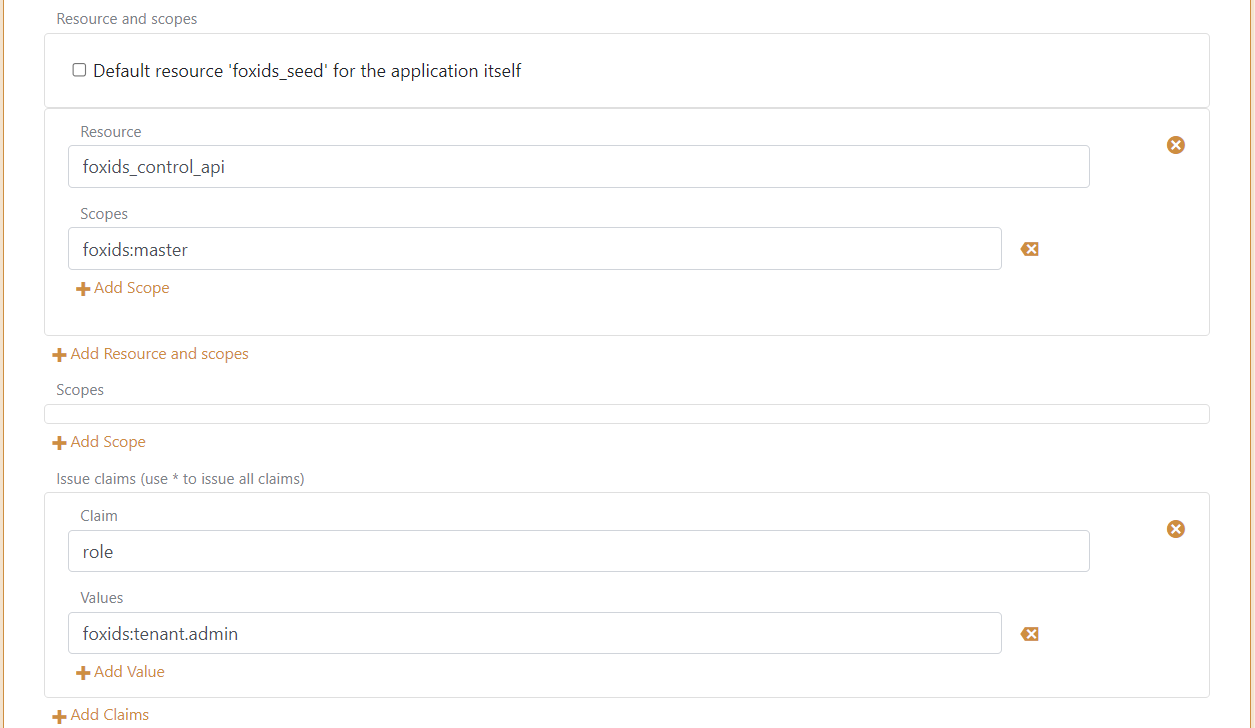 Resource and scopes
Default resource 'foxids_seed' for the application itself
Resource
foxids_control_api
Scopes
foxids:master
Add Scope
Add Resource and scopes
Scopes
Add Scope
Issue claims (use * to issue all claims)
Claim
role
Values
foxids:tenant.admin
Add Value
Add Claims